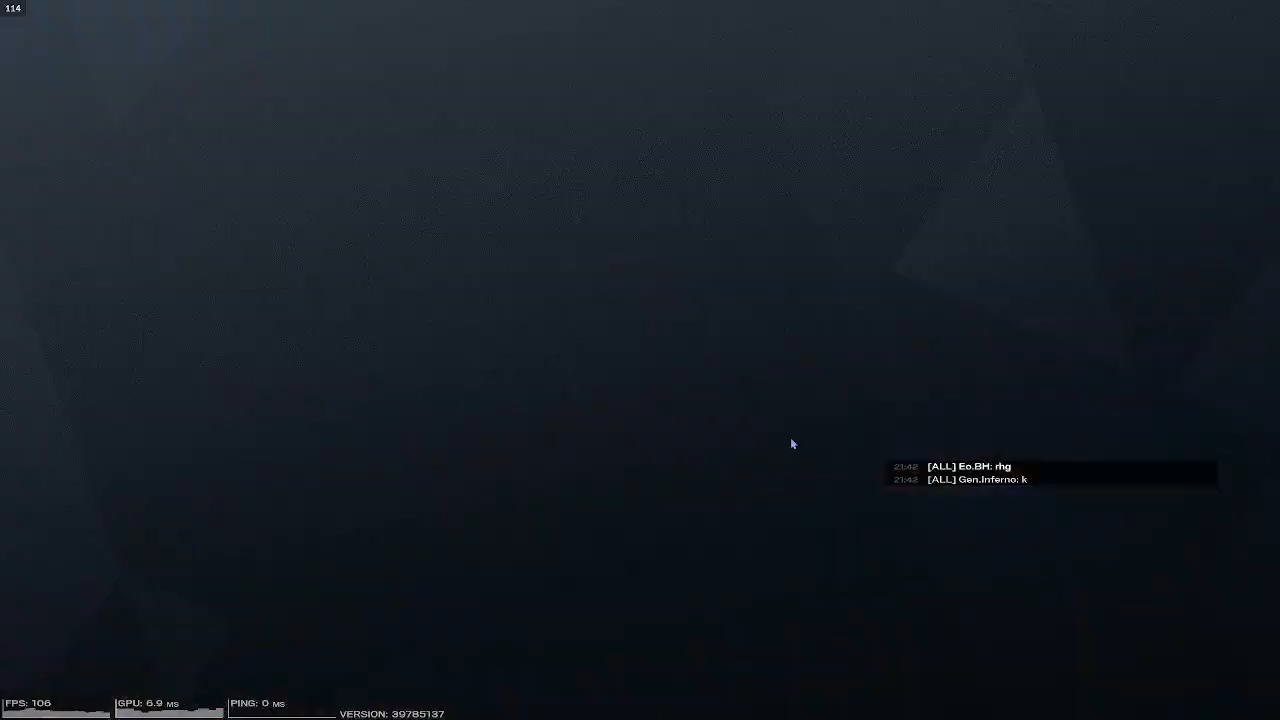 114
21:42 [ALL] Eo.BH: rhg
21:42 [ALL] Gen.Inferno: k
FPS: 106 GPU: 6.9 MS PING: 0 MS VERSION: 39785137